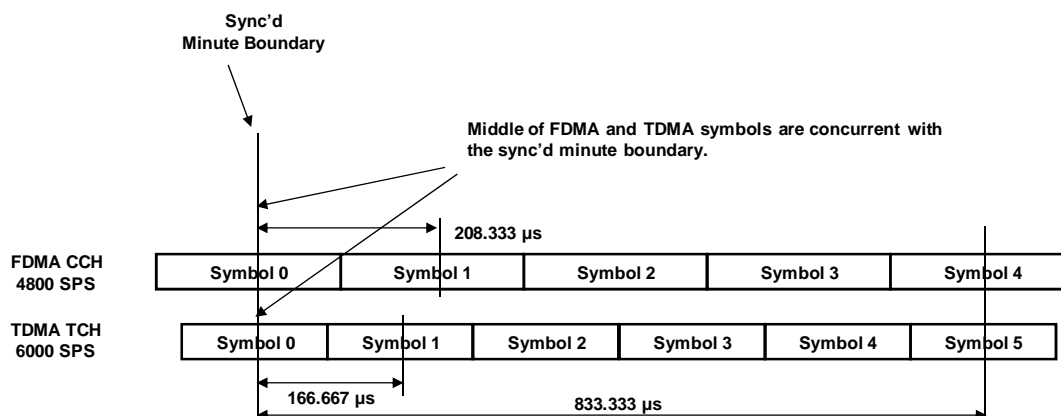 Sync’d
Minute Boundary
Middle of FDMA and TDMA symbols are concurrent with
the sync’d minute boundary.
208.333 µs
FDMA CCH
4800 SPS
Symbol 0
Symbol 1
Symbol 2
Symbol 3
Symbol 4
TDMA TCH
6000 SPS
Symbol 0
Symbol 1
Symbol 2
Symbol 3
Symbol 4
Symbol 5
166.667 µs
833.333 µs